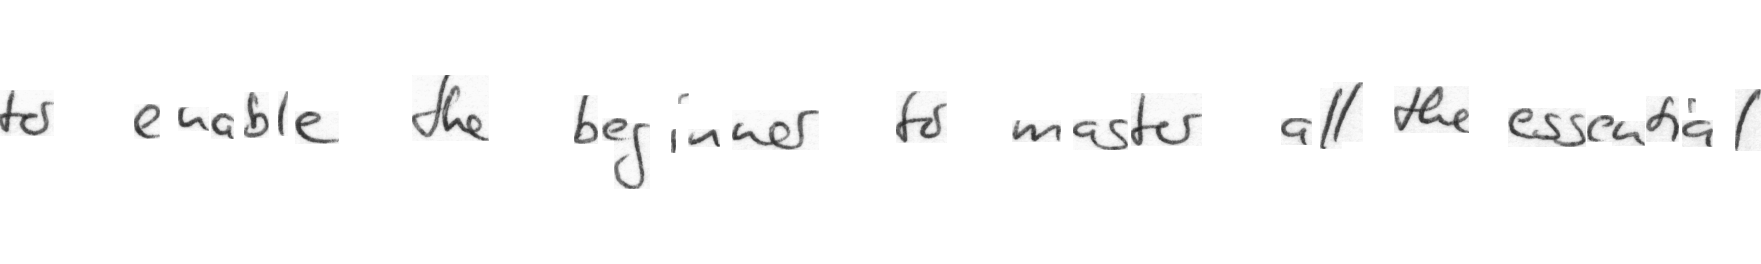 to enable the beginner to master all the essential